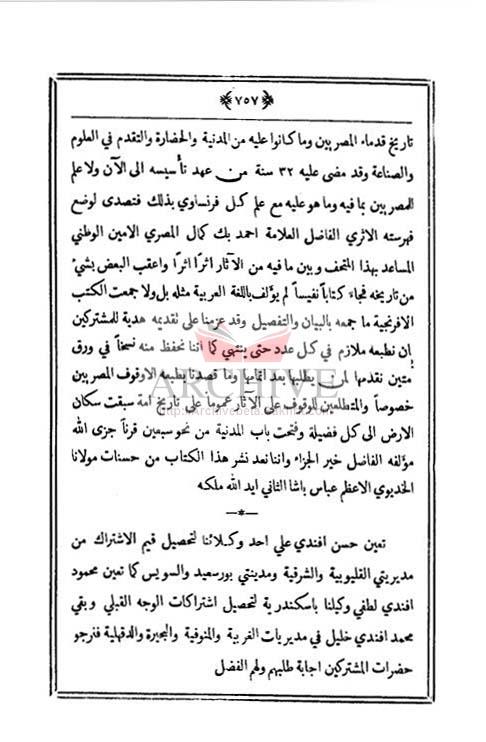 ﴿٧٥٧﴾
تاريخ قدماء المصريين وما كانوا عليه من المدنية والحضارة والتقدم في العلوم
والصناعة وقد مضى عليه ٣٢ سنة من عهد تأسيسه الى الآن ولا علم
للمصريين بما فيه وما هو عليه مع علم كل فرنساوي بذلك فتصدى لوضع
فهرسته الاثري الفاضل العلامة احمد بك كمال المصري الامين الوطني
المساعد بهذا المتحف وبين ما فيه من الآثار اثرًا اثرًا واعقب البعض بشيءٍ
من تاريخه فجاء كتاباً نفيساً لم يؤلف باللغة العربية مثله بل ولا جمعت الكتب
الافرنجية ما جمعه بالبيان والتفصيل وقد عزمنا على تقديمه هدية للمشتركين
بان نطبعه ملازم في كل عدد حتى ينتهي كما اننا نحفظ منه نسخاً في ورق
متين نقدمها لمن يطلبها بعد اتمامها وما قصدنا بطبعه الا وقوف المصريين
خصوصاً والمتطلعين للوقوف على الآثار عموماً على تاريخ امة سبقت سكان
الارض الى كل فضيلة وفتحت باب المدنية من نحو سبعين قرناً جزى الله
مؤلفه الفاضل خير الجزاء واننا نعد نشر هذا الكتاب من حسنات مولانا
الخديوي الاعظم عباس باشا الثاني ايد الله ملكه
—*—
تعين حسن افندي علي احد وكلائنا لتحصيل قيم الاشتراك من
مديريتي القليوبية والشرقية ومدينتي بورسعيد والسويس كما تعين محمود
افندي لطفي وكيلنا باسكندرية لتحصيل اشتراكات الوجه القبلي وبقي
محمد افندي خليل في مديريات الغربية والمنوفية والبحيرة والدقهلية فنرجو
حضرات المشتركين اجابة طلبهم ولهم الفضل
ARCHIVE